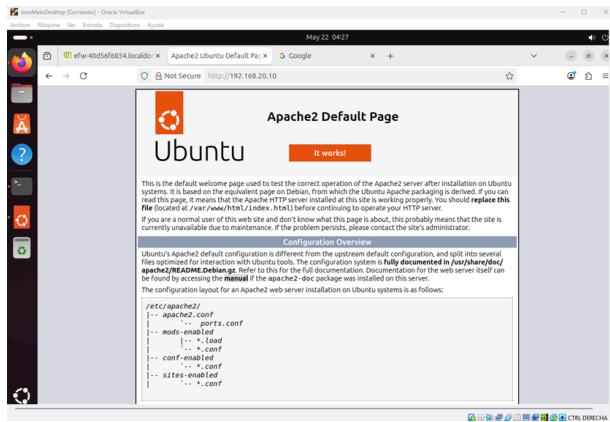 JoseMeloDesktop [Corriendo] - Oracle VirtualBox
Archivo Máquina Ver Entrada Dispositivos Ayuda
May 22 04:27
efw-40d56f6854.localdor
Apache2 Ubuntu Default Pag
Google
Not Secure http://192.168.20.10
Apache2 Default Page
Ubuntu
It works!
This is the default welcome page used to test the correct operation of the Apache2 server after installation on Ubuntu
systems. It is based on the equivalent page on Debian, from which the Ubuntu Apache packaging is derived. If you can
read this page, it means that the Apache HTTP server installed at this site is working properly. You should replace this
file (located at /var/www/html/index.html) before continuing to operate your HTTP server.
If you are a normal user of this web site and don't know what this page is about, this probably means that the site is
currently unavailable due to maintenance. If the problem persists, please contact the site's administrator.
Configuration Overview
Ubuntu's Apache2 default configuration is different from the upstream default configuration, and split into several
files optimized for interaction with Ubuntu tools. The configuration system is fully documented in /usr/share/doc/
apache2/README.Debian.gz. Refer to this for the full documentation. Documentation for the web server itself can
be found by accessing the manual if the apache2-doc package was installed on this server.
The configuration layout for an Apache2 web server installation on Ubuntu systems is as follows:
/etc/apache2/
|-- apache2.conf
|       `-- ports.conf
|-- mods-enabled
|       |-- *.load
|       `-- *.conf
|-- conf-enabled
|       `-- *.conf
|-- sites-enabled
|       `-- *.conf
CTRL DERECHA